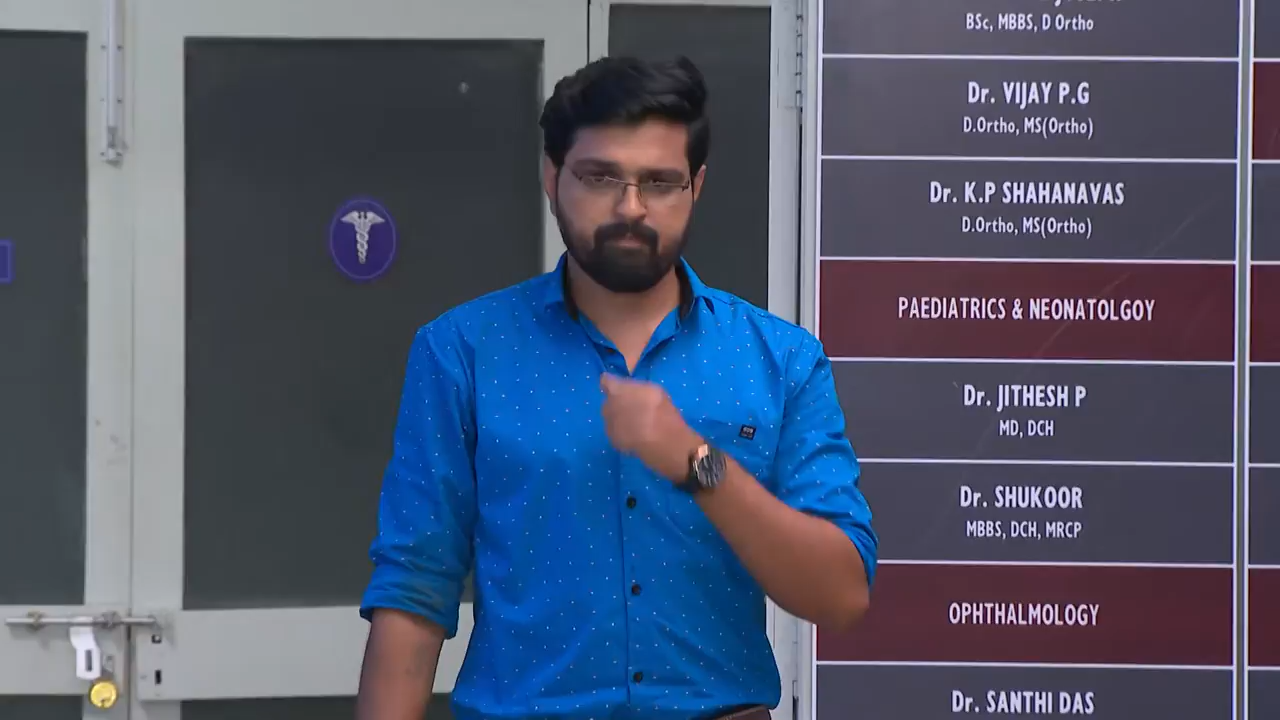 BSc, MBBS, D Ortho
Dr. VIJAY P.G
D.Ortho, MS(Ortho)
Dr. K.P SHAHANAVAS
D.Ortho, MS(Ortho)
PAEDIATRICS & NEONATOLGOY
Dr. JITHESH P
MD, DCH
Dr. SHUKOOR
MBBS, DCH, MRCP
OPHTHALMOLOGY
Dr. SANTHI DAS